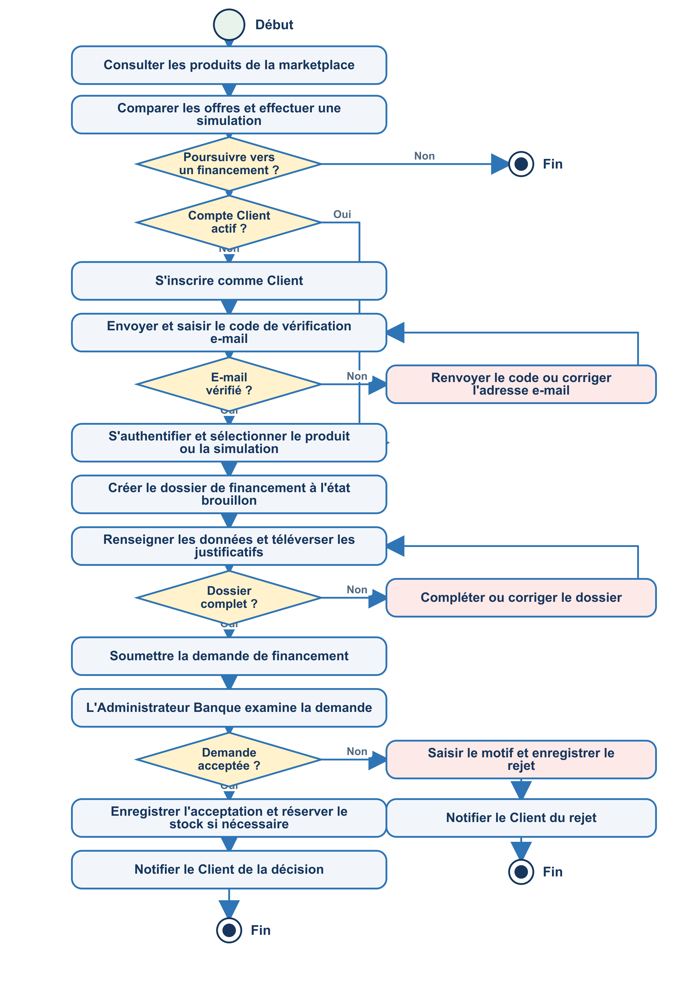 Début
Consulter les produits de la marketplace
Comparer les offres et effectuer une
simulation
Poursuivre vers
un financement ?
Non
Fin
Compte Client
actif ?
Oui
Non
S'inscrire comme Client
Envoyer et saisir le code de vérification
e-mail
E-mail
vérifié ?
Non
Renvoyer le code ou corriger
l'adresse e-mail
Oui
S'authentifier et sélectionner le produit
ou la simulation
Créer le dossier de financement à l'état
brouillon
Renseigner les données et téléverser les
justificatifs
Dossier
complet ?
Non
Compléter ou corriger le dossier
Oui
Soumettre la demande de financement
L'Administrateur Banque examine la demande
Demande
acceptée ?
Non
Saisir le motif et enregistrer le
rejet
Oui
Enregistrer l'acceptation et réserver le
stock si nécessaire
Notifier le Client du rejet
Notifier le Client de la décision
Fin
Fin